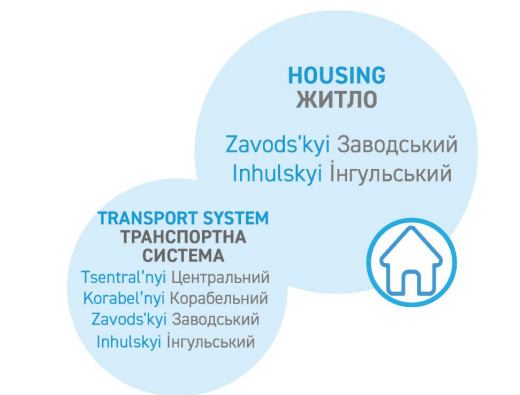 HOUSING
ЖИТЛО
Zavods'kyi Заводський
Inhulskyi Інгульський
TRANSPORT SYSTEM
ТРАНСПОРТНА
СИСТЕМА
Tsentral'nyi Центральний
Korabel'nyi Корабельний
Zavods'kyi Заводський
Inhulskyi Інгульський